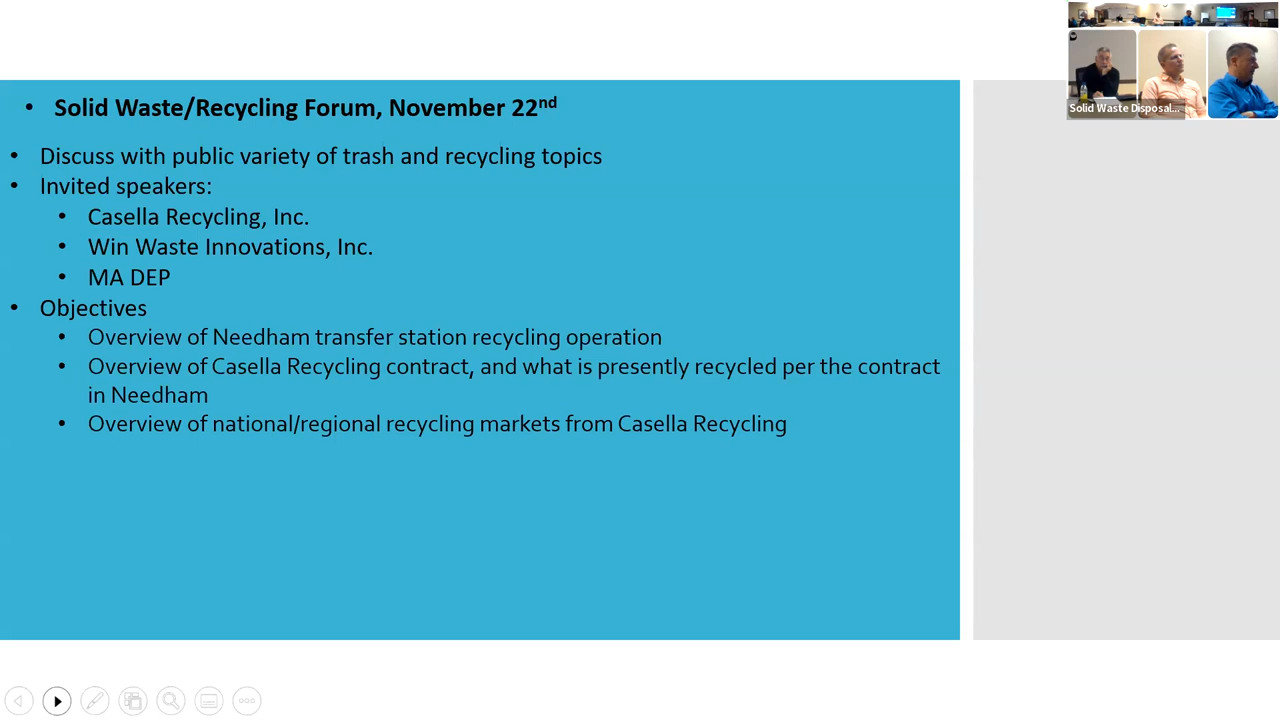 Solid Waste/Recycling Forum, November 22nd
Discuss with public variety of trash and recycling topics
Invited speakers:
Casella Recycling, Inc.
Win Waste Innovations, Inc.
MA DEP
Objectives
Overview of Needham transfer station recycling operation
Overview of Casella Recycling contract, and what is presently recycled per the contract
in Needham
Overview of national/regional recycling markets from Casella Recycling
Solid Waste Disposal...